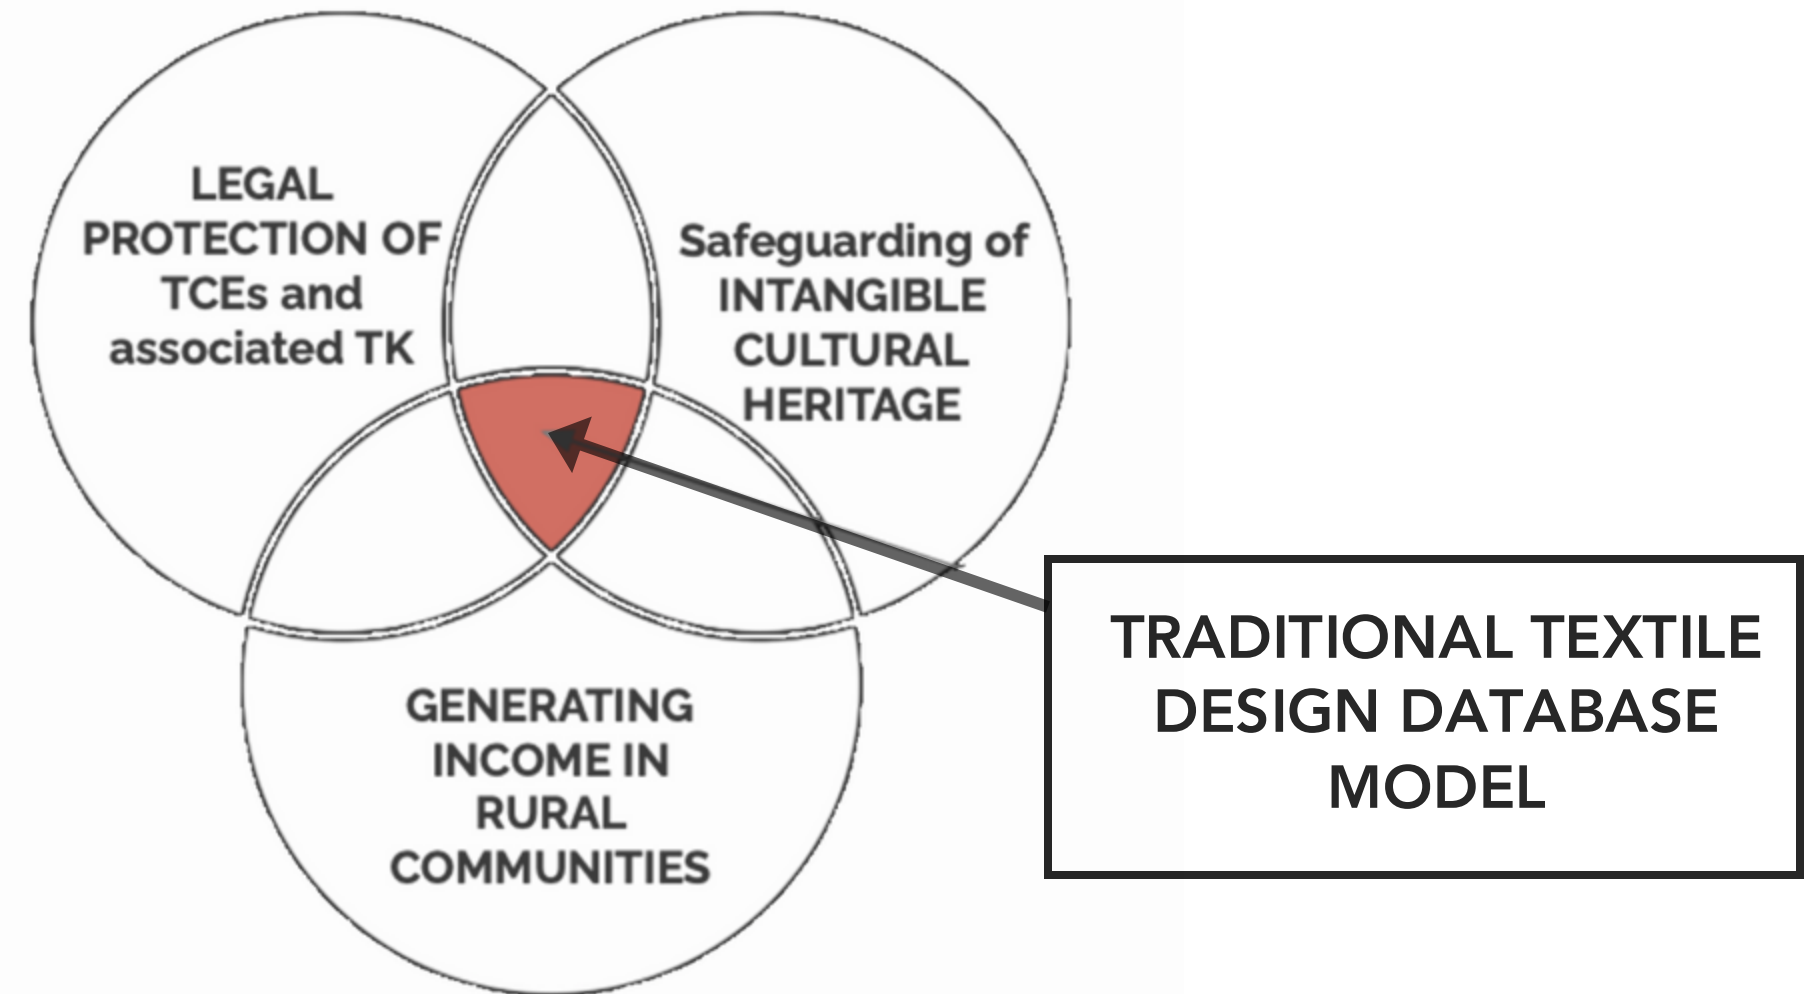 LEGAL
PROTECTION OF
TCEs and
associated TK
Safeguarding of
INTANGIBLE
CULTURAL
HERITAGE
GENERATING
INCOME IN
RURAL
COMMUNITIES
TRADITIONAL TEXTILE
DESIGN DATABASE
MODEL